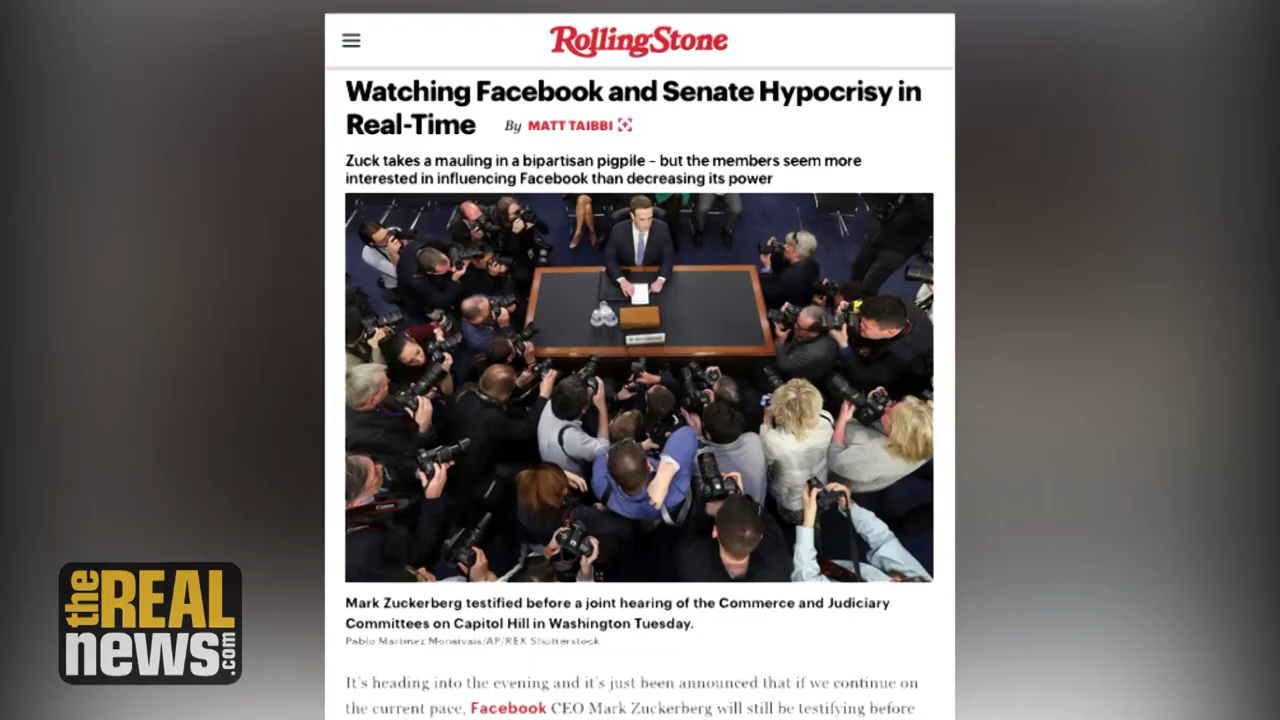 RollingStone
Watching Facebook and Senate Hypocrisy in
Real-Time By MATT TAIBBI
Zuck takes a mauling in a bipartisan pigpile – but the members seem more
interested in influencing Facebook than decreasing its power
Canon
Mark Zuckerberg testified before a joint hearing of the Commerce and Judiciary
Committees on Capitol Hill in Washington Tuesday.
Pablo Martinez Monsivais/AP/REX Shutterstock
It's heading into the evening and it's just been announced that if we continue on
the current pace, Facebook CEO Mark Zuckerberg will still be testifying before
the REAL
news.com